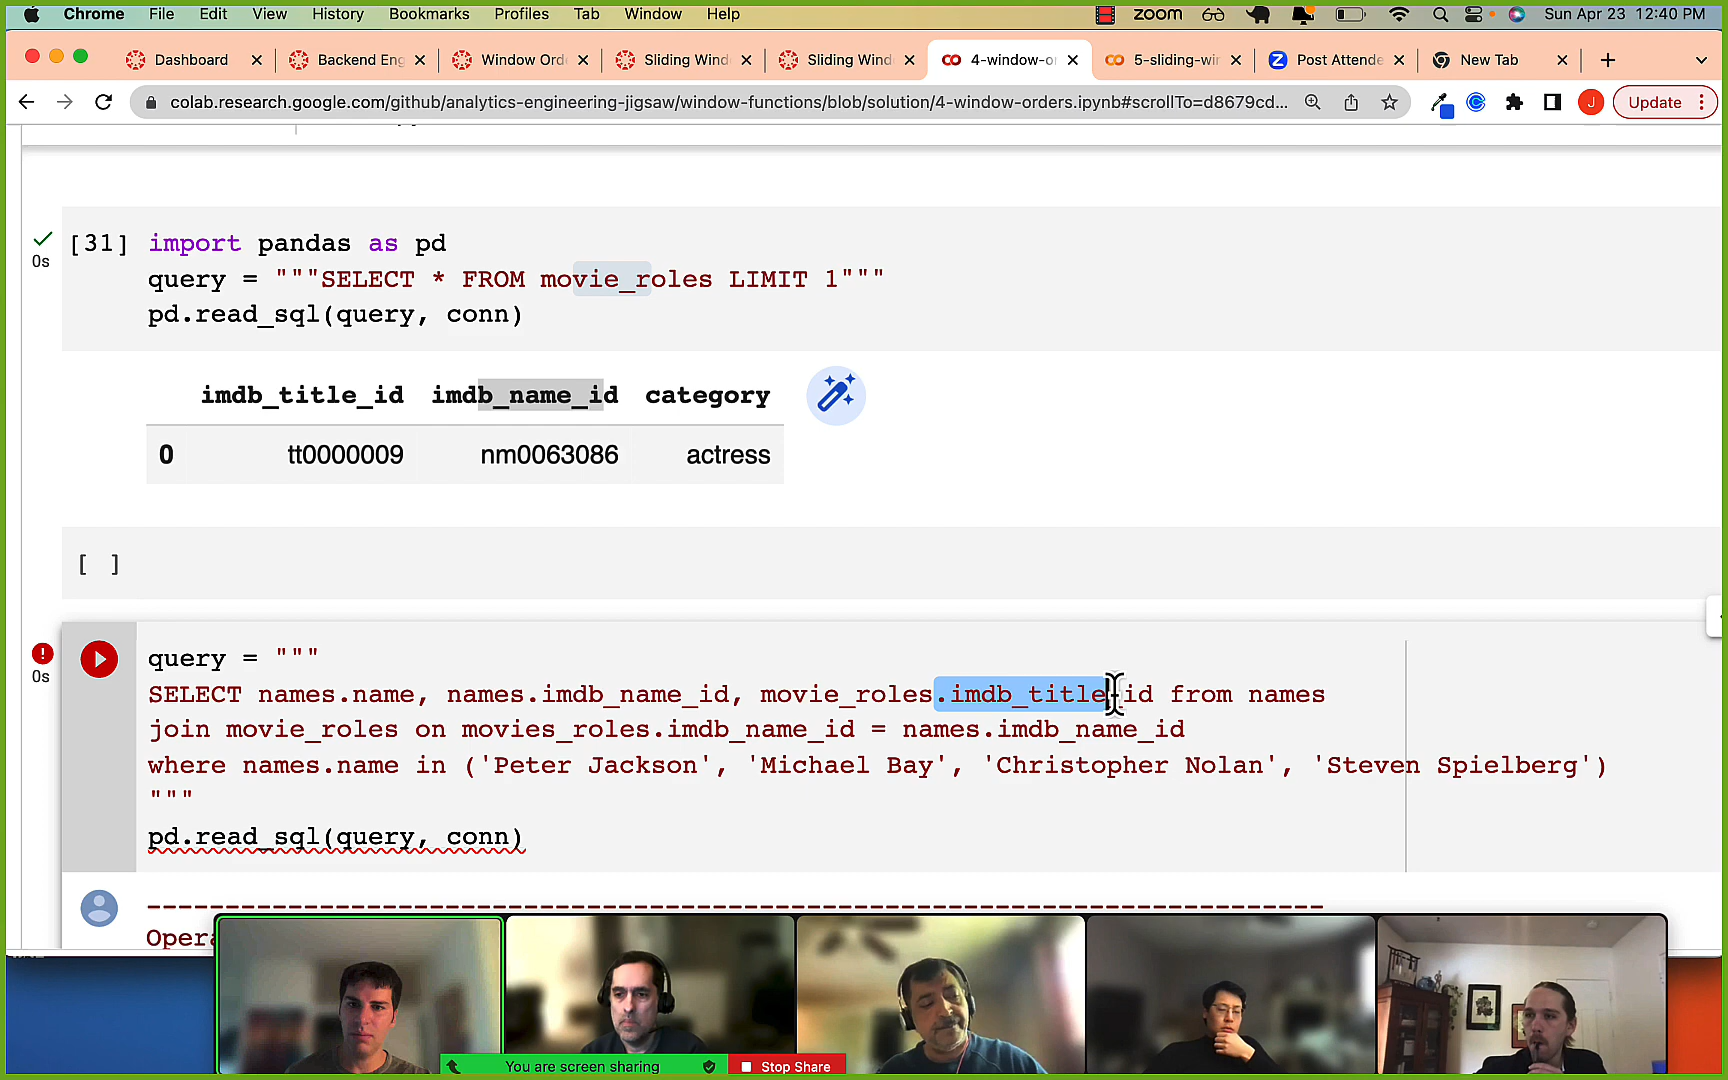 Chrome File Edit View History Bookmarks Profiles Tab Window Help zoom Sun Apr 23 12:40 PM
Dashboard Backend Eng Window Orde Sliding Wind Sliding Wind 4-window-or 5-sliding-win Post Attende New Tab
colab.research.google.com/github/analytics-engineering-jigsaw/window-functions/blob/solution/4-window-orders.ipynb#scrollTo=d8679cd... J Update
[31] import pandas as pd
0s
query = """SELECT * FROM movie_roles LIMIT 1"""
pd.read_sql(query, conn)
imdb_title_id imdb_name_id category
0 tt0000009 nm0063086 actress
[ ]
query = """
0s
SELECT names.name, names.imdb_name_id, movie_roles.imdb_title_id from names
join movie_roles on movies_roles.imdb_name_id = names.imdb_name_id
where names.name in ('Peter Jackson', 'Michael Bay', 'Christopher Nolan', 'Steven Spielberg')
"""
pd.read_sql(query, conn)
---------------------------------------------------------------------------
Opera
You are screen sharing Stop Share